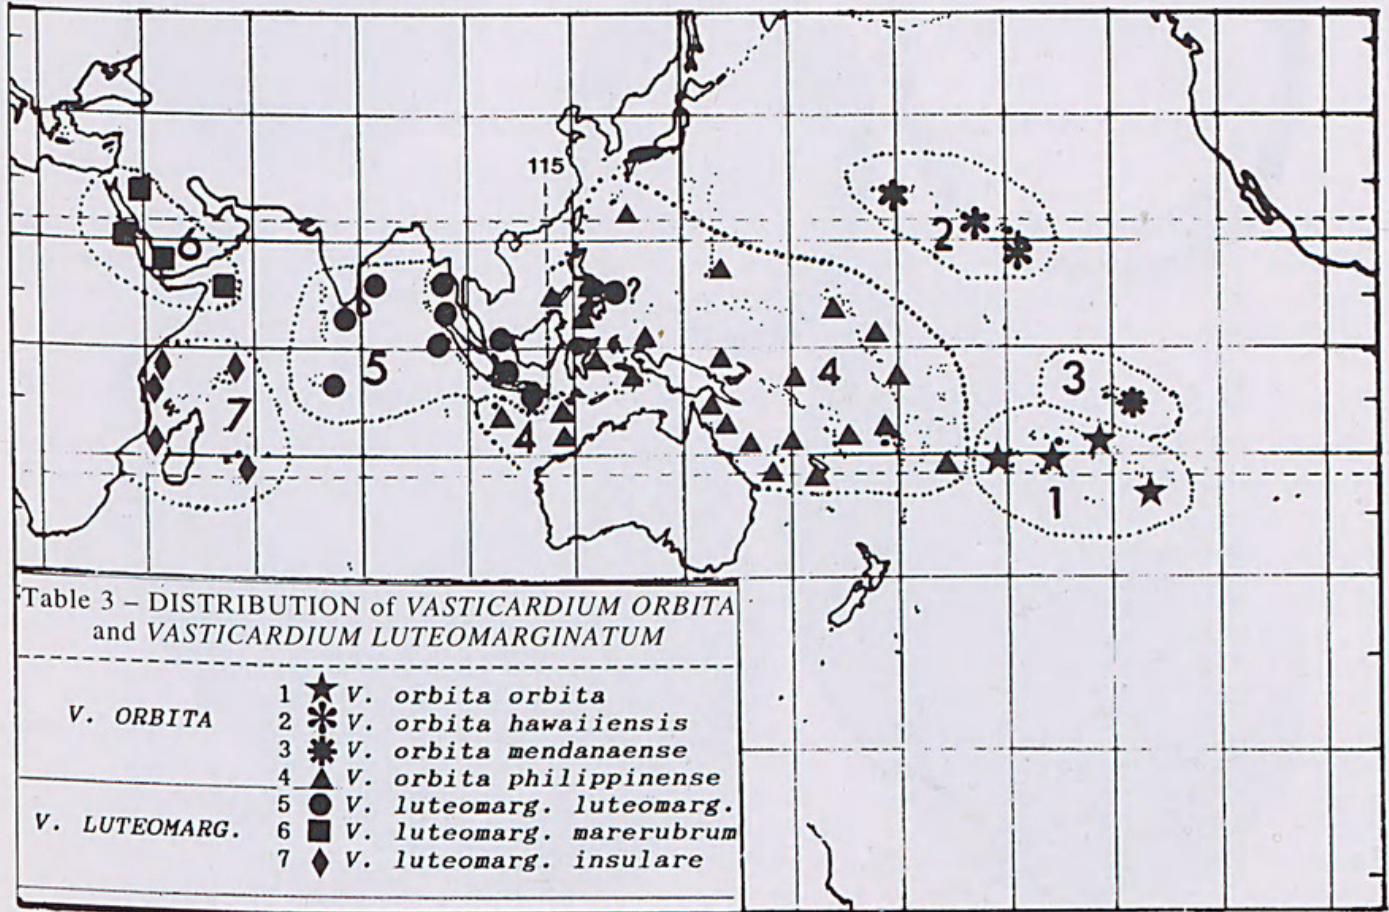 115
6
2
?
5
4
3
7
4
1
Table 3 – DISTRIBUTION of VASTICARDIUM ORBITA
and VASTICARDIUM LUTEOMARGINATUM
V. ORBITA
1 ★ V. orbita orbita
2 ✻ V. orbita hawaiiensis
3 ✸ V. orbita mendanaense
4 ▲ V. orbita philippinense
V. LUTEOMARG.
5 ● V. luteomarg. luteomarg.
6 ■ V. luteomarg. marerubrum
7 ♦ V. luteomarg. insulare